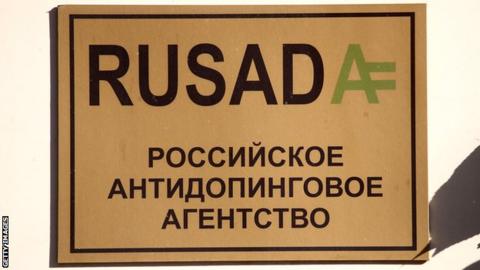 RUSADA
РОССИЙСКОЕ
АНТИДОПИНГОВОЕ
АГЕНТСТВО
GETTY IMAGES